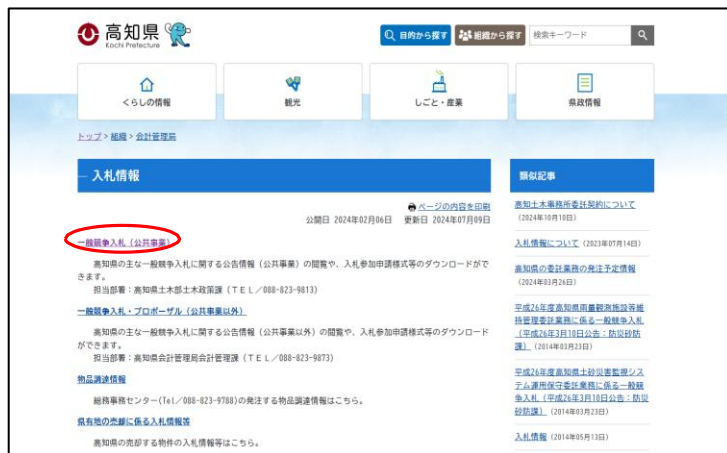 高知県
Kochi Prefecture
目的から探す
組織から探す
検索キーワード
くらしの情報
観光
しごと・産業
県政情報
トップ > 組織 > 会計管理局
入札情報
ページの内容を印刷
公開日 2024年02月06日 更新日 2024年07月09日
一般競争入札（公共事業）
高知県の主な一般競争入札に関する公告情報（公共事業）の閲覧や、入札参加申請様式等のダウンロードがで
きます。
担当部署：高知県土木部土木政策課（ＴＥＬ／088-823-9813）
一般競争入札・プロポーザル（公共事業以外）
高知県の主な一般競争入札に関する公告情報（公共事業以外）の閲覧や、入札参加申請様式等のダウンロード
ができます。
担当部署：高知県会計管理局会計管理課（ＴＥＬ／088-823-9873）
物品調達情報
総務事務センター(Tel／088-823-9788)の発注する物品調達情報はこちら。
県有地の売却に係る入札情報等
高知県の売却する物件の入札情報等はこちら。
類似記事
高知土木事務所委託契約について
（2024年10月10日）
入札情報について（2023年07月14日）
高知県の委託業務の発注予定情報
（2024年03月26日）
平成26年度高知県雨量観測施設等維
持管理委託業務に係る一般競争入札
（平成26年3月10日公告：防災砂防
課）（2014年03月23日）
平成26年度高知県土砂災害監視シス
テム運用保守委託業務に係る一般競
争入札（平成26年3月10日公告：防災
砂防課）（2014年03月23日）
入札情報（2014年05月13日）